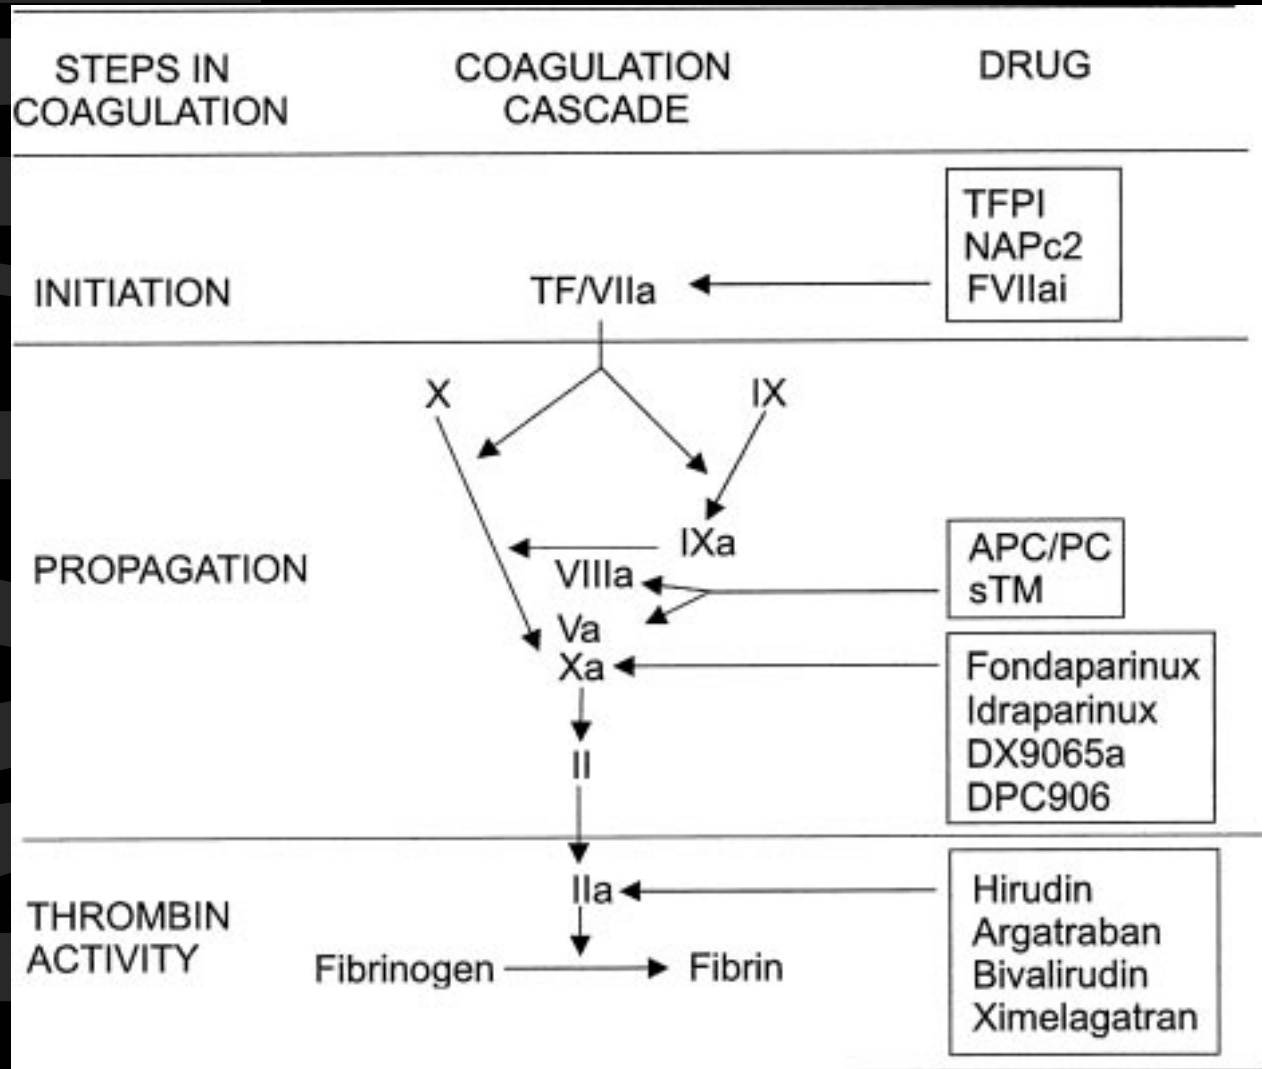 STEPS IN
COAGULATION
COAGULATION
CASCADE
DRUG
INITIATION
TF/VIIa
TFPI
NAPc2
FVIIai
PROPAGATION
X
IX
IXa
VIIIa
Va
Xa
II
APC/PC
sTM
Fondaparinux
Idraparinux
DX9065a
DPC906
THROMBIN
ACTIVITY
IIa
Fibrinogen
Fibrin
Hirudin
Argatraban
Bivalirudin
Ximelagatran